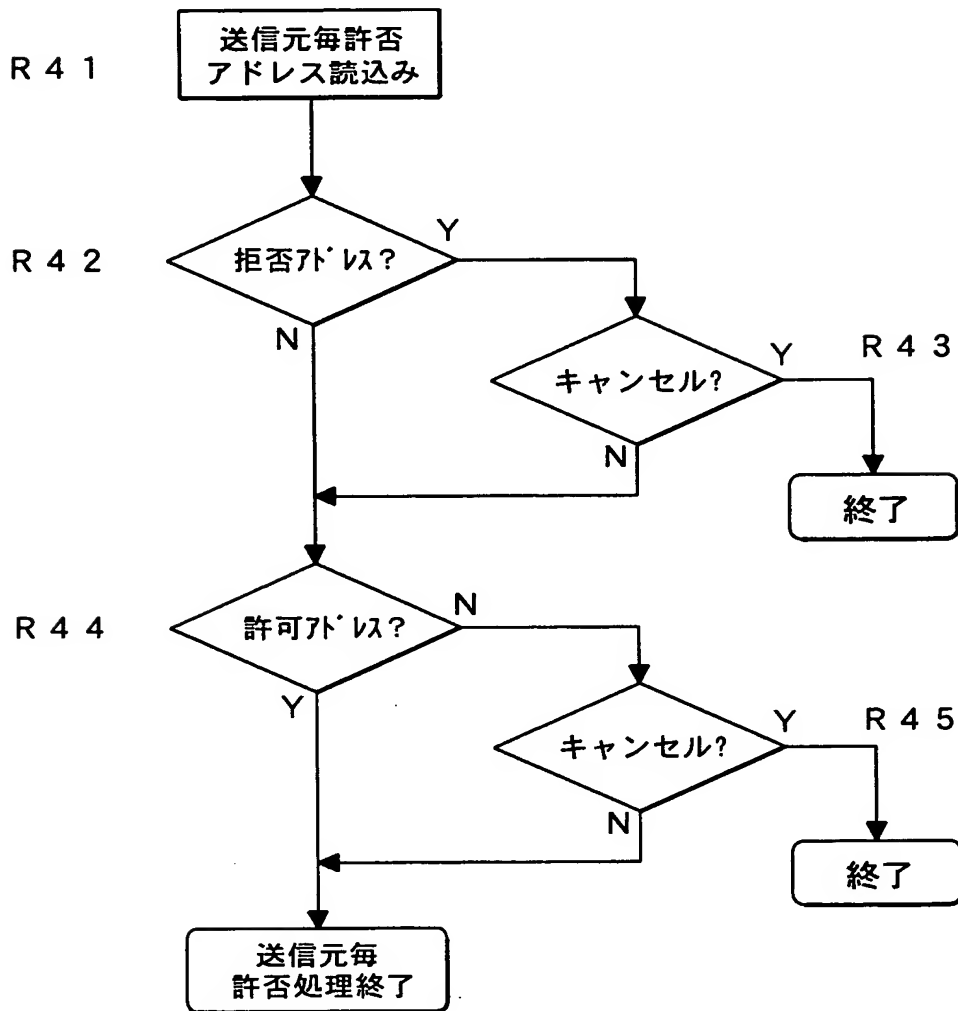 R41
送信元毎許否
アドレス読込み
R42
拒否ｱﾄﾞﾚｽ?
Y
N
キャンセル?
Y
R43
N
終了
R44
許可ｱﾄﾞﾚｽ?
N
Y
キャンセル?
Y
R45
N
終了
送信元毎
許否処理終了